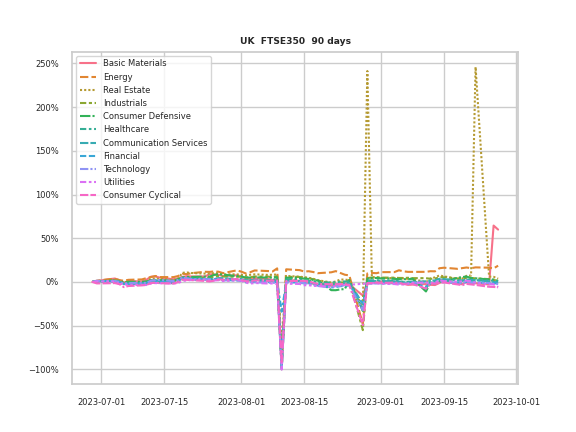 UK FTSE350 90 days
Basic Materials
Energy
Real Estate
Industrials
Consumer Defensive
Healthcare
Communication Services
Financial
Technology
Utilities
Consumer Cyclical
250%
200%
150%
100%
50%
0%
−50%
−100%
2023-07-01 2023-07-15 2023-08-01 2023-08-15 2023-09-01 2023-09-15 2023-10-01